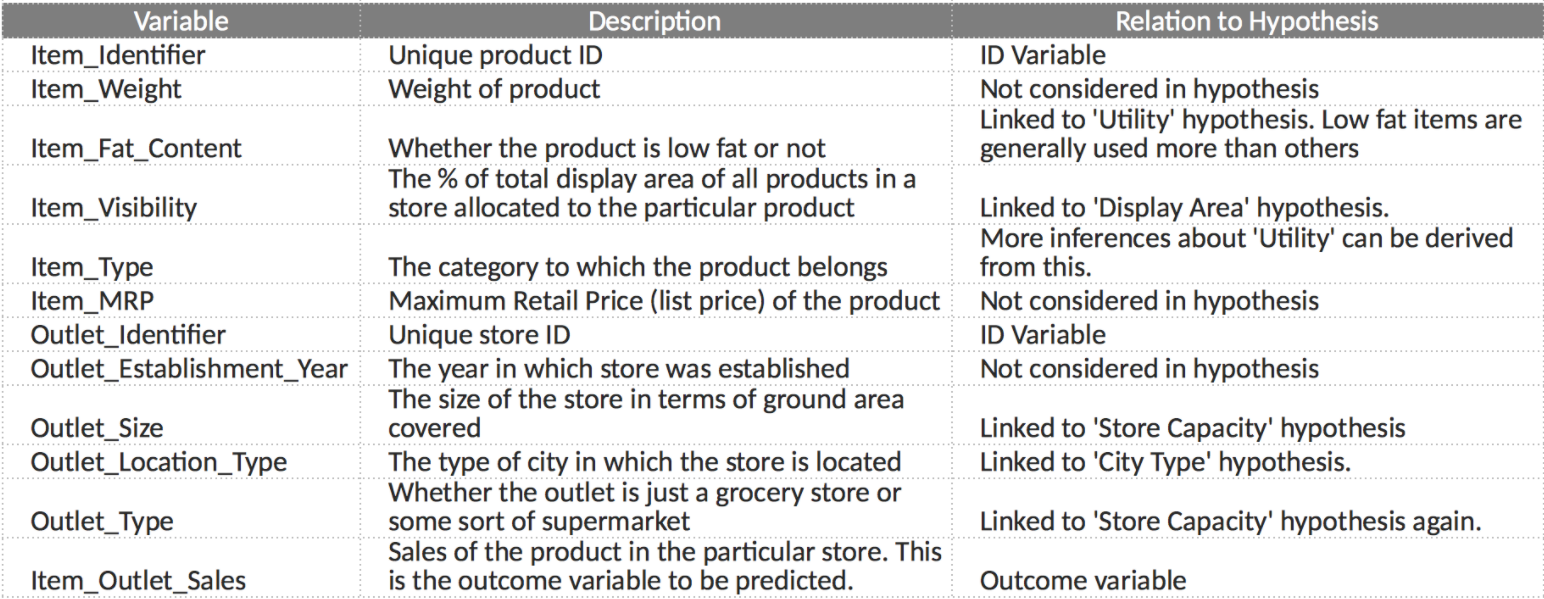 Variable Description Relation to Hypothesis
Item_Identifier Unique product ID ID Variable
Item_Weight Weight of product Not considered in hypothesis
Item_Fat_Content Whether the product is low fat or not Linked to 'Utility' hypothesis. Low fat items are
generally used more than others
Item_Visibility The % of total display area of all products in a
store allocated to the particular product Linked to 'Display Area' hypothesis.
Item_Type The category to which the product belongs More inferences about 'Utility' can be derived
from this.
Item_MRP Maximum Retail Price (list price) of the product Not considered in hypothesis
Outlet_Identifier Unique store ID ID Variable
Outlet_Establishment_Year The year in which store was established Not considered in hypothesis
Outlet_Size The size of the store in terms of ground area
covered Linked to 'Store Capacity' hypothesis
Outlet_Location_Type The type of city in which the store is located Linked to 'City Type' hypothesis.
Outlet_Type Whether the outlet is just a grocery store or
some sort of supermarket Linked to 'Store Capacity' hypothesis again.
Item_Outlet_Sales Sales of the product in the particular store. This
is the outcome variable to be predicted. Outcome variable